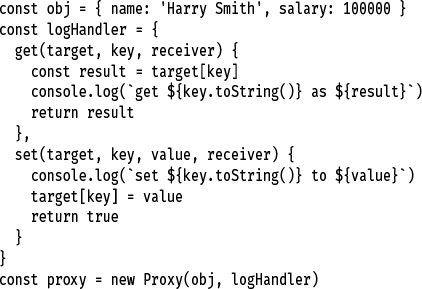 const obj = { name: 'Harry Smith', salary: 100000 }
const logHandler = {
  get(target, key, receiver) {
    const result = target[key]
    console.log(`get ${key.toString()} as ${result}`)
    return result
  },
  set(target, key, value, receiver) {
    console.log(`set ${key.toString()} to ${value}`)
    target[key] = value
    return true
  }
}
const proxy = new Proxy(obj, logHandler)